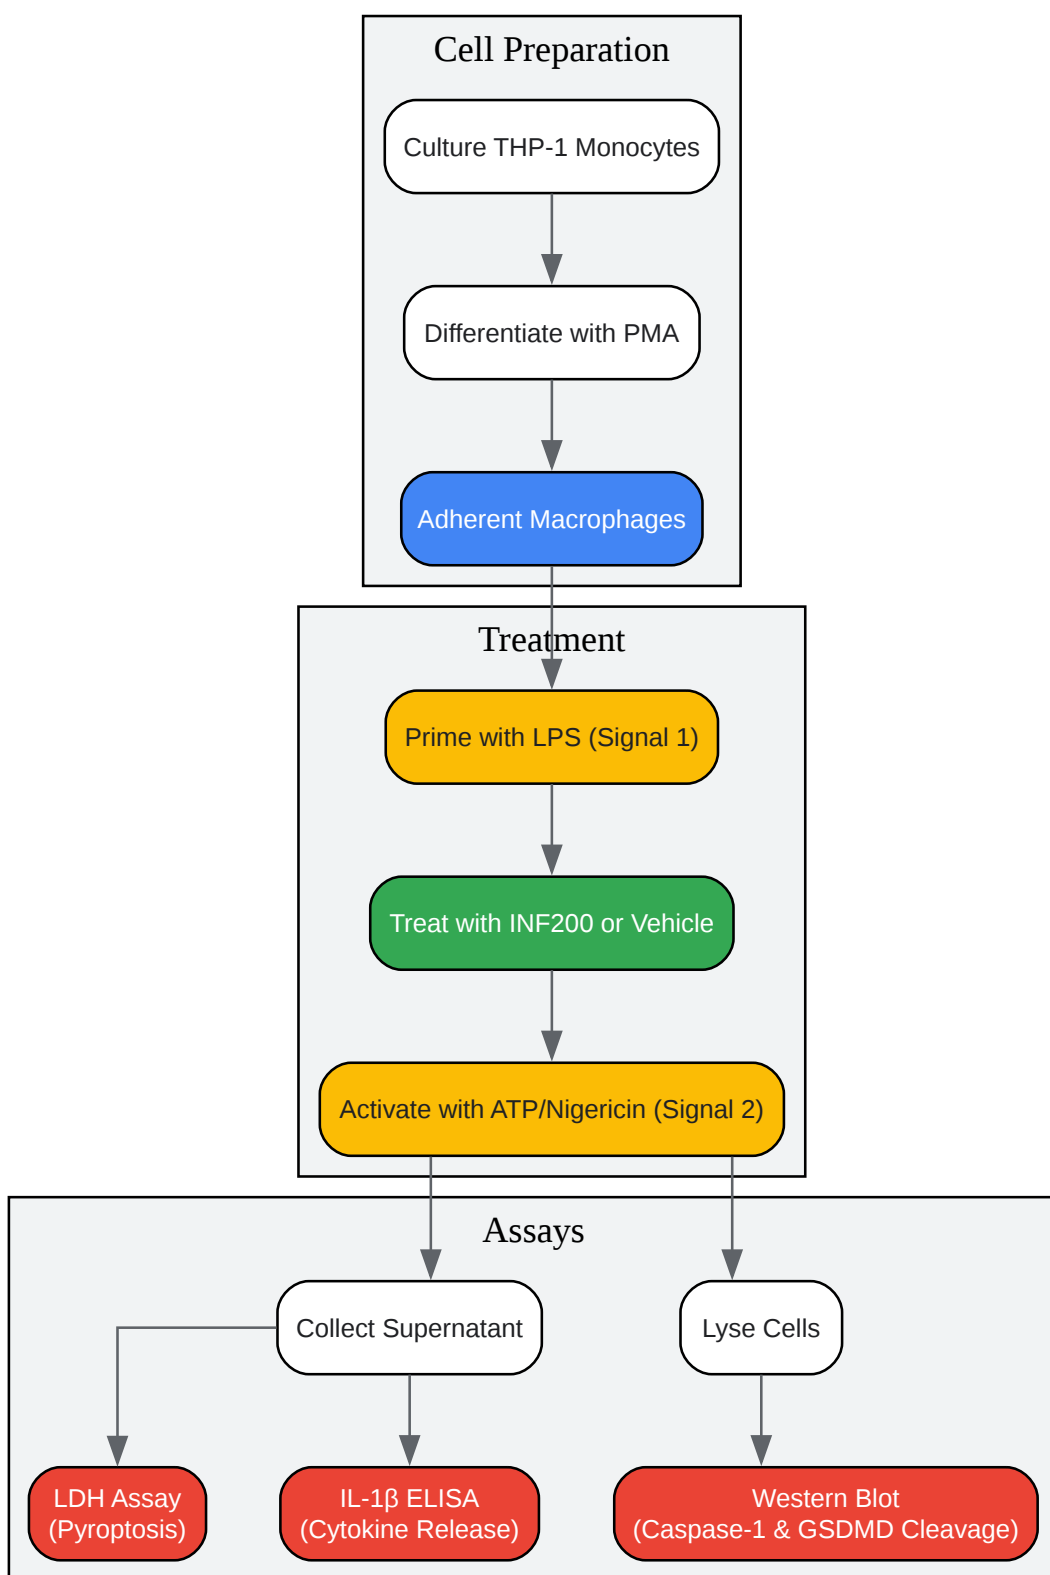 Cell Preparation
Culture THP-1 Monocytes
Differentiate with PMA
Adherent Macrophages
Treatment
Prime with LPS (Signal 1)
Treat with INF200 or Vehicle
Activate with ATP/Nigericin (Signal 2)
Assays
Collect Supernatant
Lyse Cells
LDH Assay
(Pyroptosis)
IL-1β ELISA
(Cytokine Release)
Western Blot
(Caspase-1 & GSDMD Cleavage)